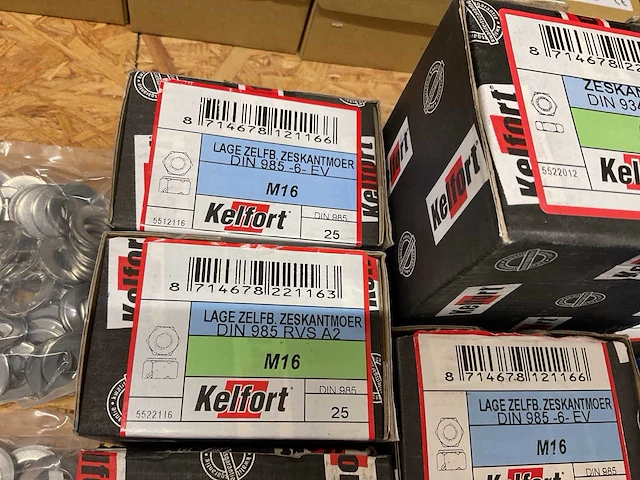 8 714678 121166
LAGE ZELFB. ZESKANTMOER
DIN 985 -6- EV
M16
5512116
Kelfort
DIN 985
25
Kelfort
8 714678 221163
LAGE ZELFB. ZESKANTMOER
DIN 985 RVS A2
M16
5522116
Kelfort
DIN 985
25
8 714678
ZESKAN
DIN 934
5522012
Kelfort
Kelfort
Kelfort
8 714678 121166
LAGE ZELFB. ZESKANTMOER
DIN 985 -6- EV
M16
Kelfort
DIN 985